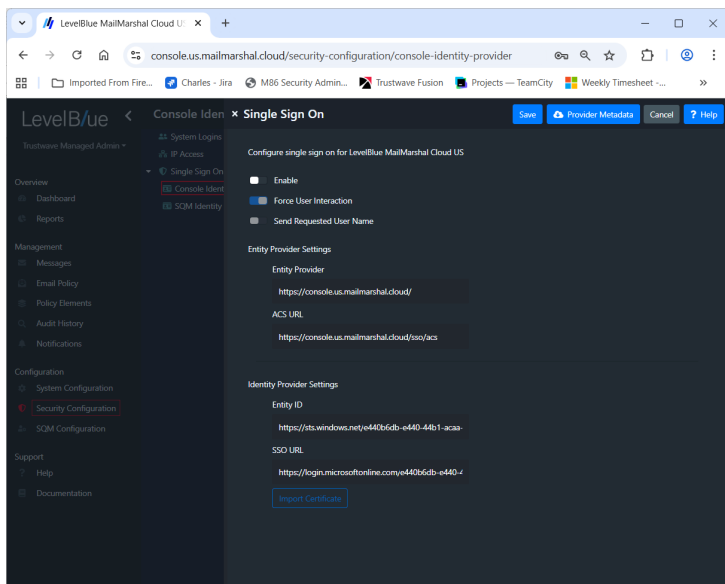 LevelBlue MailMarshal Cloud US
console.us.mailmarshal.cloud/security-configuration/console-identity-provider
Imported From Fire...
Charles - Jira
M86 Security Admin...
Trustwave Fusion
Projects — TeamCity
Weekly Timesheet -...
LevelBlue
Trustwave Managed Admin
Overview
Dashboard
Reports
Management
Messages
Email Policy
Policy Elements
Audit History
Notifications
Configuration
System Configuration
Security Configuration
SQM Configuration
Support
Help
Documentation
Console Iden
System Logins
IP Access
Single Sign On
Console Ident
SQM Identity
× Single Sign On
Save
Provider Metadata
Cancel
? Help
Configure single sign on for LevelBlue MailMarshal Cloud US
Enable
Force User Interaction
Send Requested User Name
Entity Provider Settings
Entity Provider
https://console.us.mailmarshal.cloud/
ACS URL
https://console.us.mailmarshal.cloud/sso/acs
Identity Provider Settings
Entity ID
https://sts.windows.net/e440b6db-e440-44b1-acaa-
SSO URL
https://login.microsoftonline.com/e440b6db-e440-4
Import Certificate